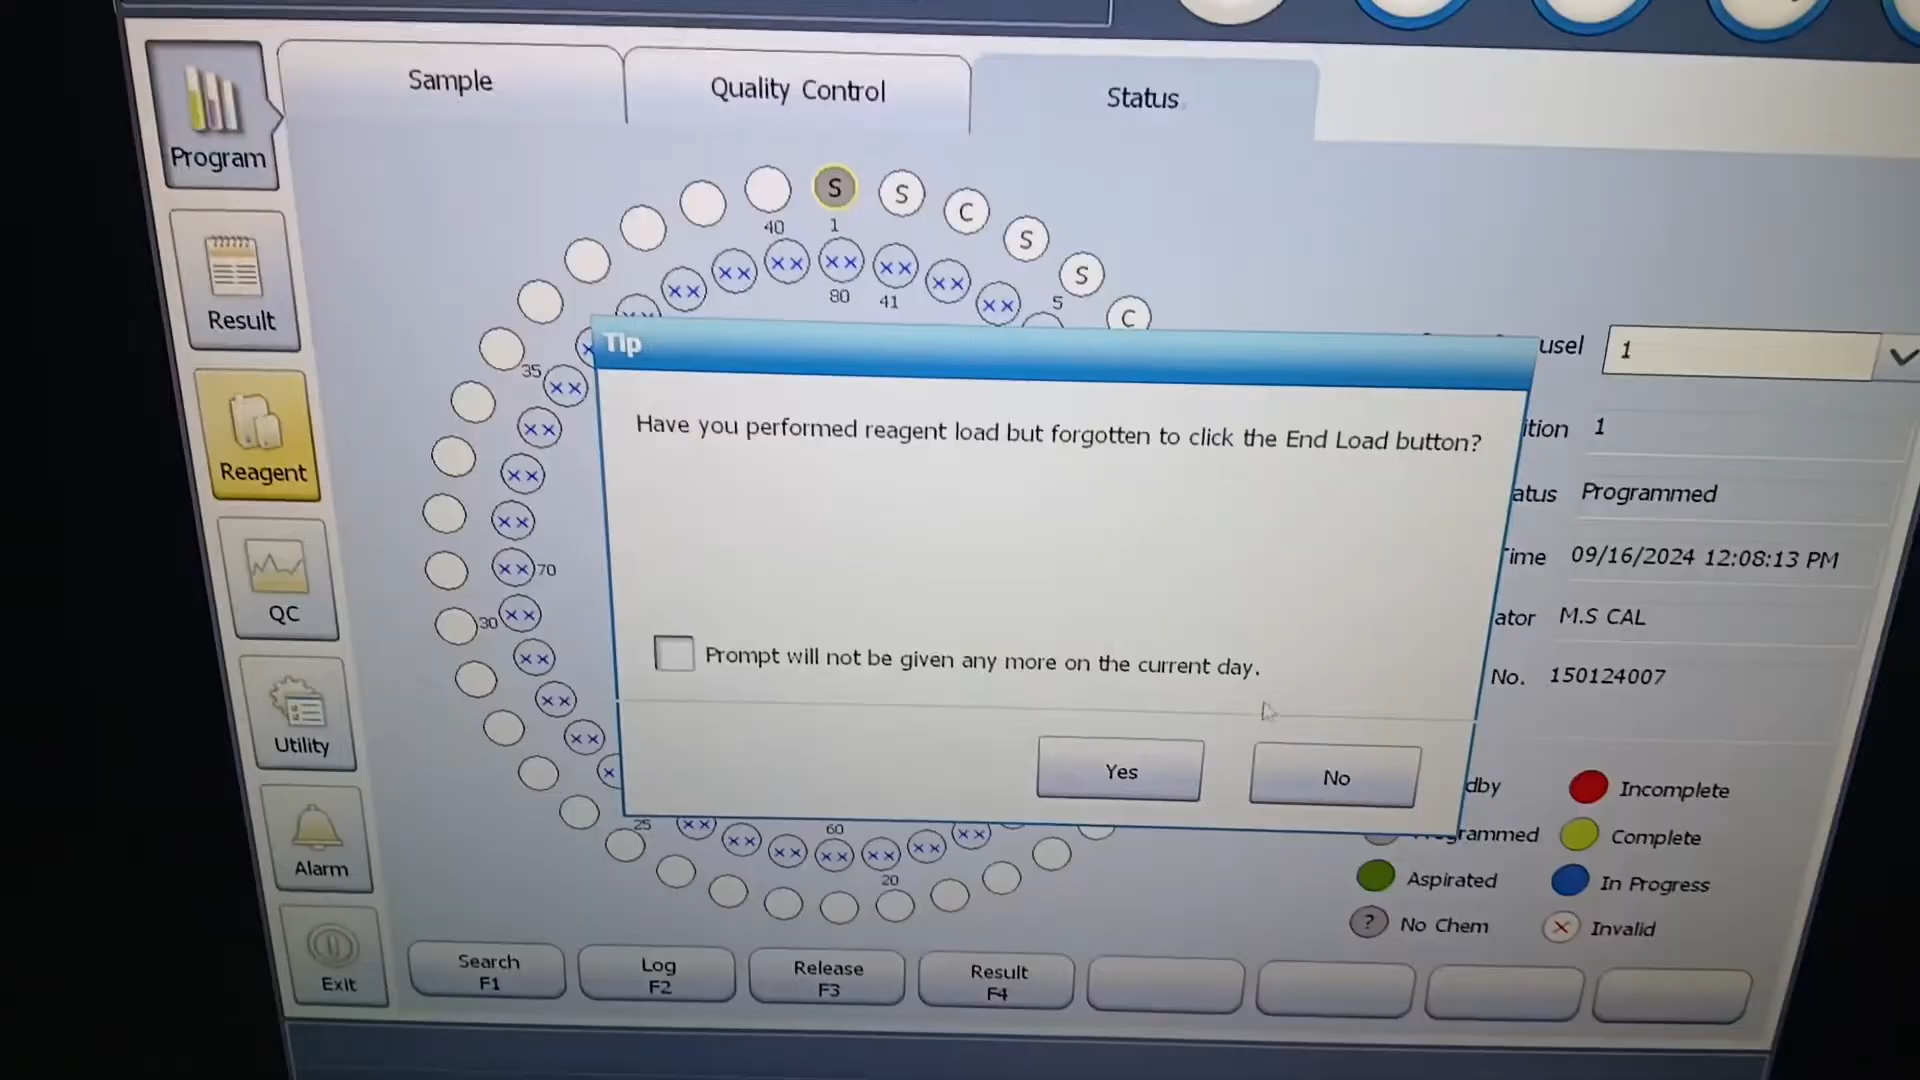 Sample
Quality Control
Status
Program
Result
Reagent
QC
Utility
Alarm
Exit
S
S
C
S
S
C
40
1
80
41
5
35
70
30
25
60
20
Tip
Have you performed reagent load but forgotten to click the End Load button?
Prompt will not be given any more on the current day.
Yes
No
usel
1
ition
1
atus
Programmed
Time
09/16/2024 12:08:13 PM
ator
M.S CAL
No.
150124007
dby
Incomplete
grammed
Complete
Aspirated
In Progress
?
No Chem
Invalid
Search
F1
Log
F2
Release
F3
Result
F4